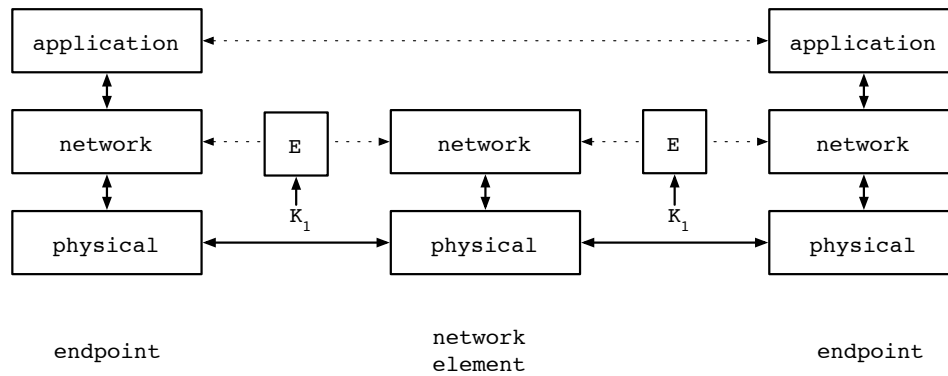 application
application
network
E
network
E
network
K1
K1
physical
physical
physical
endpoint
network
element
endpoint